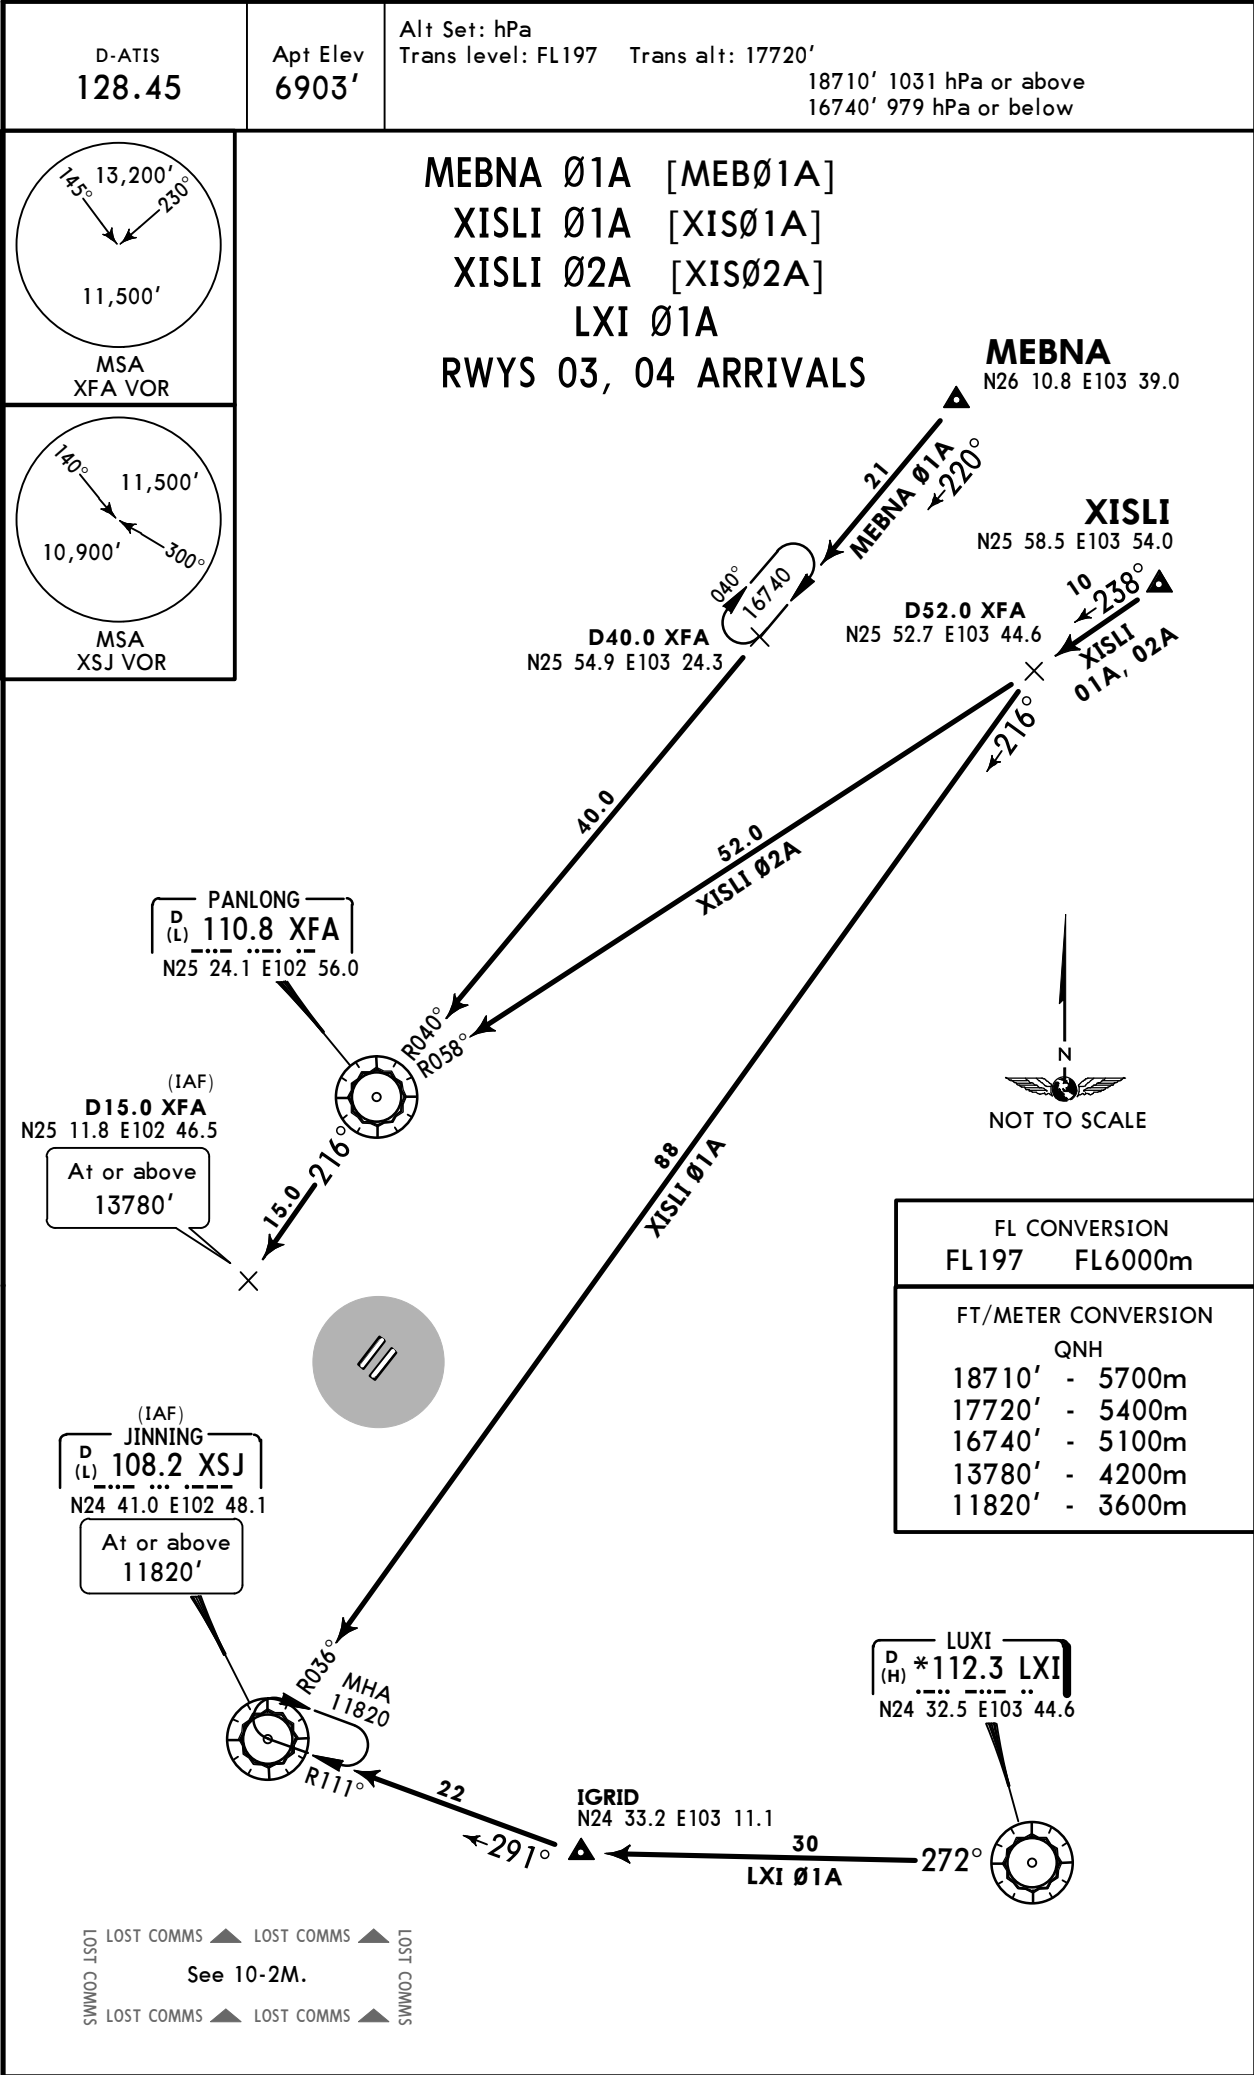 D-ATIS
128.45
Apt Elev
6903'
Alt Set: hPa
Trans level: FL197 Trans alt: 17720'
18710' 1031 hPa or above
16740' 979 hPa or below
145°
13,200'
230°
11,500'
MSA
XFA VOR
140°
11,500'
10,900'
300°
MSA
XSJ VOR
MEBNA Ø1A [MEBØ1A]
XISLI Ø1A [XISØ1A]
XISLI Ø2A [XISØ2A]
LXI Ø1A
RWYS 03, 04 ARRIVALS
MEBNA
N26 10.8 E103 39.0
21
MEBNA Ø1A
220°
XISLI
N25 58.5 E103 54.0
10
238°
XISLI
01A, 02A
040°
16740
D52.0 XFA
N25 52.7 E103 44.6
D40.0 XFA
N25 54.9 E103 24.3
216°
40.0
52.0
XISLI Ø2A
PANLONG
D
(L) 110.8 XFA
N25 24.1 E102 56.0
R040°
R058°
(IAF)
D15.0 XFA
N25 11.8 E102 46.5
At or above
13780'
216°
15.0
88
XISLI Ø1A
N
NOT TO SCALE
FL CONVERSION
FL197 FL6000m
FT/METER CONVERSION
QNH
18710' - 5700m
17720' - 5400m
16740' - 5100m
13780' - 4200m
11820' - 3600m
(IAF)
JINNING
D
(L) 108.2 XSJ
N24 41.0 E102 48.1
At or above
11820'
R036°
MHA
11820
R111°
22
291°
IGRID
N24 33.2 E103 11.1
30
LXI Ø1A
272°
LUXI
D
(H) *112.3 LXI
N24 32.5 E103 44.6
LOST COMMS LOST COMMS
LOST COMMS
See 10-2M.
LOST COMMS
LOST COMMS LOST COMMS